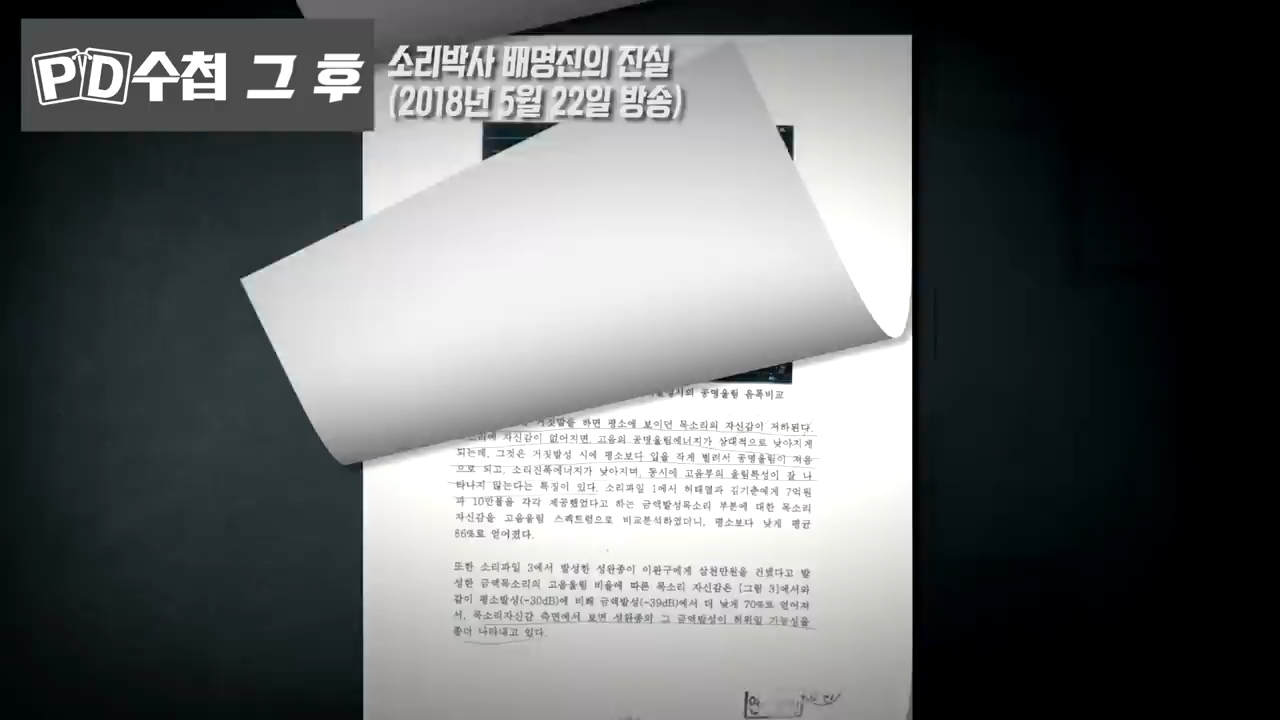 PD수첩 그 후
소리박사 배명진의 진실
(2018년 5월 22일 방송)
공명울림 음폭비교
거짓말을 하면 평소에 보이던 목소리의 자신감이 저하된다.
자신감이 없어지면, 고음의 공명울림에너지가 상대적으로 낮아지게
되는데, 그것은 거짓발성 시에 평소보다 입을 작게 벌려서 공명울림이 저음
으로 되고, 소리진폭에너지가 낮아지며, 동시에 고음부의 울림특성이 잘 나
타나지 않는다는 특징이 있다. 소리파일 1에서 허태열과 김기춘에게 7억원
과 10만불을 각각 제공했었다고 하는 금액발성목소리 부분에 대한 목소리
자신감을 고음울림 스펙트럼으로 비교분석하였더니, 평소보다 낮게 평균
86%로 얻어졌다.
또한 소리파일 3에서 발성한 성완종이 이완구에게 삼천만원을 건넸다고 발
성한 금액목소리의 고음울림 비율에 따른 목소리 자신감은 [그림 3]에서와
같이 평소발성(-30dB)에 비해 금액발성(-39dB)에서 더 낮게 70%로 얻어져
서, 목소리자신감 측면에서 보면 성완종의 그 금액발성이 허위일 가능성을
좀더 나타내고 있다.